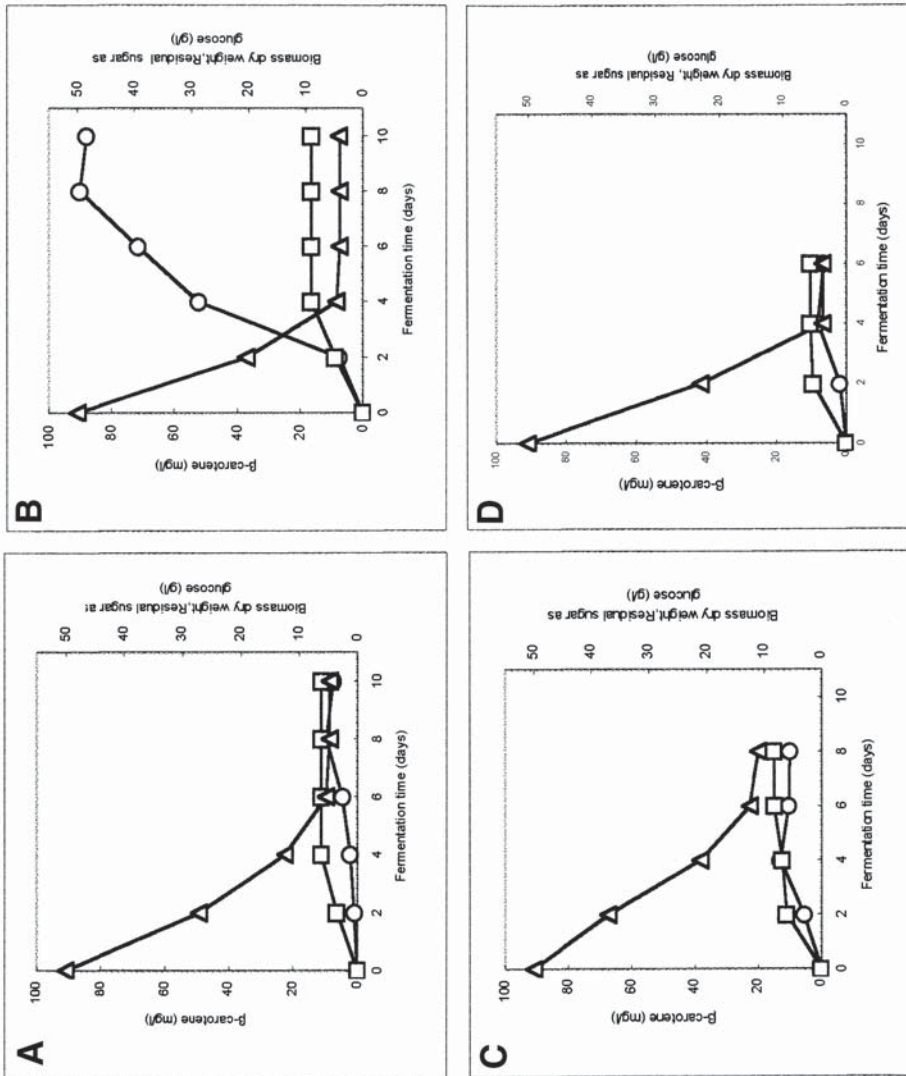 A
100
80
60
40
20
0
β-carotene (mg/l)
0 2 4 6 8 10
Fermentation time (days)
50
40
30
20
10
0
Biomass dry weight,Residual sugar as
glucose (g/l)
B
100
80
60
40
20
0
β-carotene (mg/l)
0 2 4 6 8 10
Fermentation time (days)
50
40
30
20
10
0
Biomass dry weight,Residual sugar as
glucose (g/l)
C
100
80
60
40
20
0
β-carotene (mg/l)
0 2 4 6 8 10
Fermentation time (days)
50
40
30
20
10
0
Biomass dry weight,Residual sugar as
glucose (g/l)
D
100
80
60
40
20
0
β-carotene (mg/l)
0 2 4 6 8 10
Fermentation time (days)
50
40
30
20
10
0
Biomass dry weight, Residual sugar as
glucose (g/l)